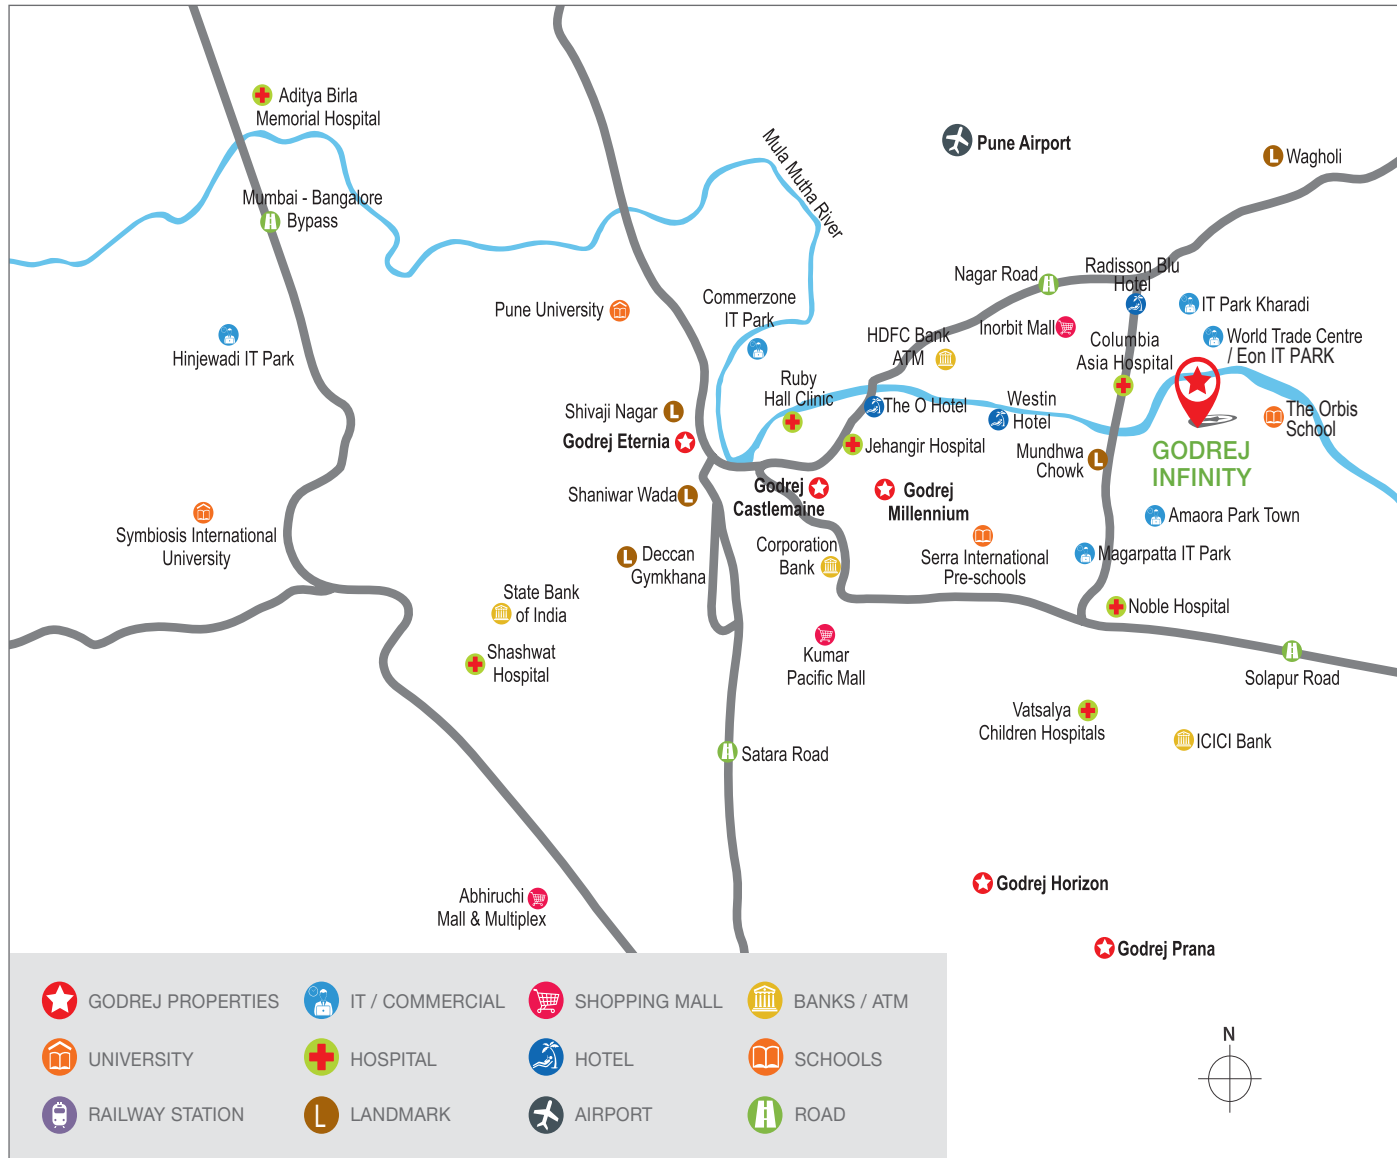 Aditya Birla
Memorial Hospital
Mula Mutha River
Pune Airport
Wagholi
Mumbai - Bangalore
Bypass
Nagar Road
Radisson Blu
Hotel
Pune University
Commerzone
IT Park
IT Park Kharadi
Inorbit Mall
World Trade Centre
/ Eon IT PARK
HDFC Bank
ATM
Columbia
Asia Hospital
Hinjewadi IT Park
Ruby
Hall Clinic
Shivaji Nagar
The O Hotel
Westin
Hotel
The Orbis
School
Godrej Eternia
Jehangir Hospital
Mundhwa
Chowk
GODREJ
INFINITY
Shaniwar Wada
Godrej
Castlemaine
Godrej
Millennium
Amaora Park Town
Symbiosis International
University
Deccan
Gymkhana
Corporation
Bank
Serra International
Pre-schools
Magarpatta IT Park
State Bank
of India
Noble Hospital
Shashwat
Hospital
Kumar
Pacific Mall
Solapur Road
Vatsalya
Children Hospitals
ICICI Bank
Satara Road
Abhiruchi
Mall & Multiplex
Godrej Horizon
Godrej Prana
GODREJ PROPERTIES
IT / COMMERCIAL
SHOPPING MALL
BANKS / ATM
UNIVERSITY
HOSPITAL
HOTEL
SCHOOLS
RAILWAY STATION
L LANDMARK
AIRPORT
ROAD
N